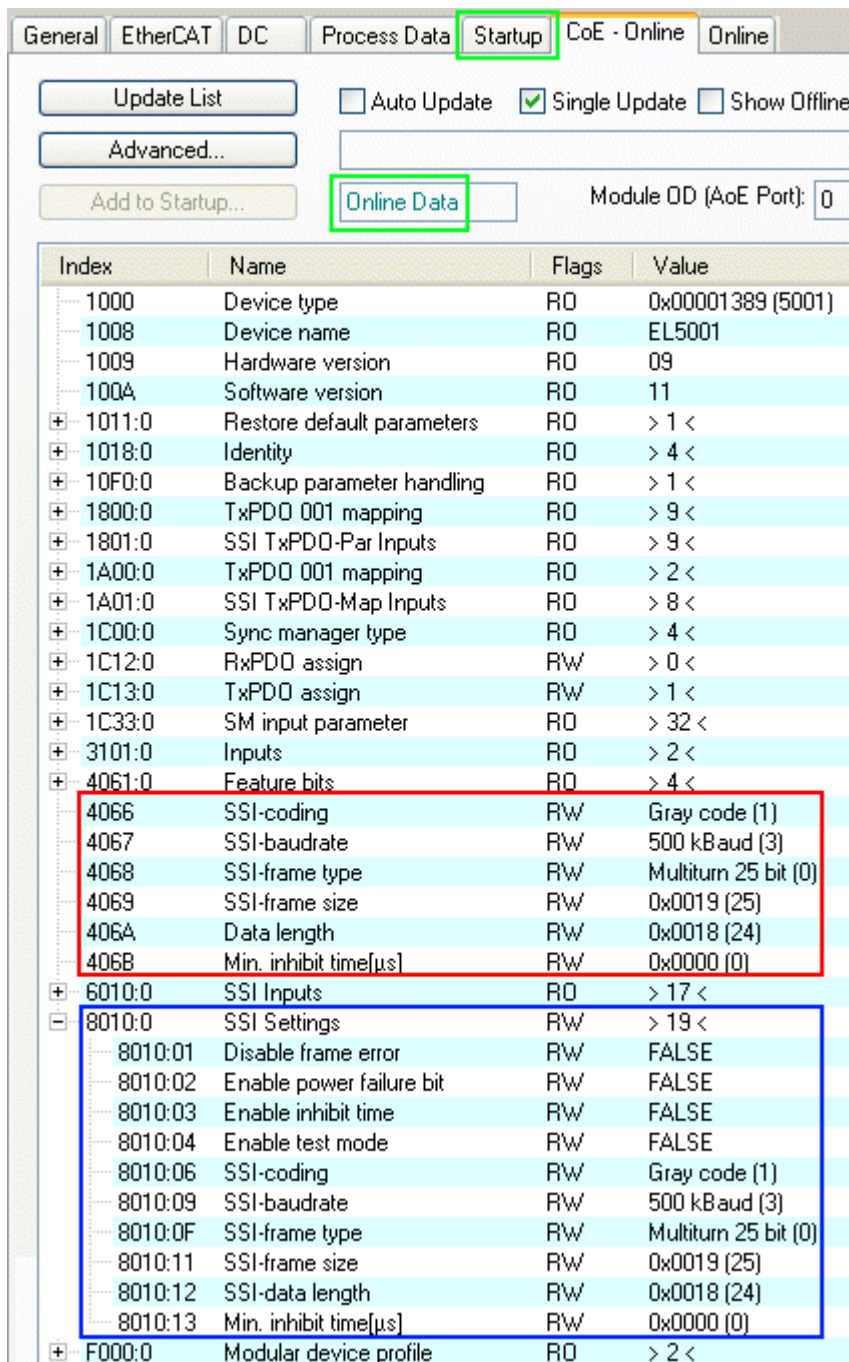 General EtherCAT DC Process Data Startup CoE - Online Online
Update List Auto Update Single Update Show Offline
Advanced...
Add to Startup... Online Data Module OD (AoE Port): 0
Index Name Flags Value
1000 Device type RO 0x00001389 (5001)
1008 Device name RO EL5001
1009 Hardware version RO 09
100A Software version RO 11
1011:0 Restore default parameters RO > 1 <
1018:0 Identity RO > 4 <
10F0:0 Backup parameter handling RO > 1 <
1800:0 TxPDO 001 mapping RO > 9 <
1801:0 SSI TxPDO-Par Inputs RO > 9 <
1A00:0 TxPDO 001 mapping RO > 2 <
1A01:0 SSI TxPDO-Map Inputs RO > 8 <
1C00:0 Sync manager type RO > 4 <
1C12:0 RxPDO assign RW > 0 <
1C13:0 TxPDO assign RW > 1 <
1C33:0 SM input parameter RO > 32 <
3101:0 Inputs RO > 2 <
4061:0 Feature bits RO > 4 <
4066 SSI-coding RW Gray code (1)
4067 SSI-baudrate RW 500 kBaud (3)
4068 SSI-frame type RW Multiturn 25 bit (0)
4069 SSI-frame size RW 0x0019 (25)
406A Data length RW 0x0018 (24)
406B Min. inhibit time[µs] RW 0x0000 (0)
6010:0 SSI Inputs RO > 17 <
8010:0 SSI Settings RW > 19 <
8010:01 Disable frame error RW FALSE
8010:02 Enable power failure bit RW FALSE
8010:03 Enable inhibit time RW FALSE
8010:04 Enable test mode RW FALSE
8010:06 SSI-coding RW Gray code (1)
8010:09 SSI-baudrate RW 500 kBaud (3)
8010:0F SSI-frame type RW Multiturn 25 bit (0)
8010:11 SSI-frame size RW 0x0019 (25)
8010:12 SSI-data length RW 0x0018 (24)
8010:13 Min. inhibit time[µs] RW 0x0000 (0)
F000:0 Modular device profile RO > 2 <